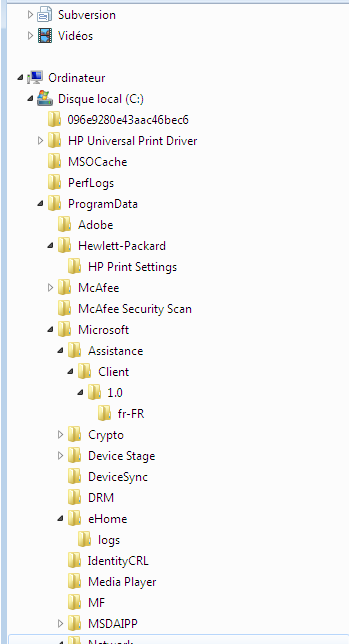 Subversion
Vidéos
Ordinateur
Disque local (C:)
096e9280e43aac46bec6
HP Universal Print Driver
MSOCache
PerfLogs
ProgramData
Adobe
Hewlett-Packard
HP Print Settings
McAfee
McAfee Security Scan
Microsoft
Assistance
Client
1.0
fr-FR
Crypto
Device Stage
DeviceSync
DRM
eHome
logs
IdentityCRL
Media Player
MF
MSDAIPP
Network